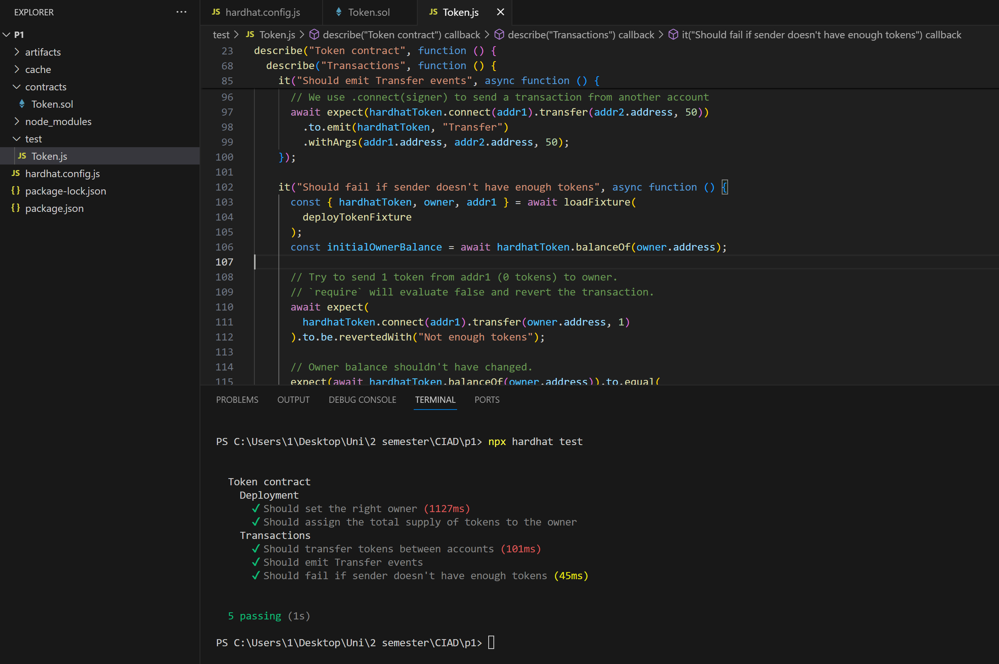 EXPLORER
P1
artifacts
cache
contracts
Token.sol
node_modules
test
JS Token.js
JS hardhat.config.js
{} package-lock.json
{} package.json
JS hardhat.config.js
Token.sol
JS Token.js
test > JS Token.js > describe("Token contract") callback > describe("Transactions") callback > it("Should fail if sender doesn't have enough tokens") callback
23 describe("Token contract", function () {
68 describe("Transactions", function () {
85 it("Should emit Transfer events", async function () {
96 // We use .connect(signer) to send a transaction from another account
97 await expect(hardhatToken.connect(addr1).transfer(addr2.address, 50))
98 .to.emit(hardhatToken, "Transfer")
99 .withArgs(addr1.address, addr2.address, 50);
100 });
101
102 it("Should fail if sender doesn't have enough tokens", async function () {
103 const { hardhatToken, owner, addr1 } = await loadFixture(
104 deployTokenFixture
105 );
106 const initialOwnerBalance = await hardhatToken.balanceOf(owner.address);
107
108 // Try to send 1 token from addr1 (0 tokens) to owner.
109 // `require` will evaluate false and revert the transaction.
110 await expect(
111 hardhatToken.connect(addr1).transfer(owner.address, 1)
112 ).to.be.revertedWith("Not enough tokens");
113
114 // Owner balance shouldn't have changed.
115 expect(await hardhatToken.balanceOf(owner.address)).to.equal(
PROBLEMS OUTPUT DEBUG CONSOLE TERMINAL PORTS
PS C:\Users\1\Desktop\Uni\2 semester\CIAD\p1> npx hardhat test
Token contract
Deployment
✓ Should set the right owner (1127ms)
✓ Should assign the total supply of tokens to the owner
Transactions
✓ Should transfer tokens between accounts (101ms)
✓ Should emit Transfer events
✓ Should fail if sender doesn't have enough tokens (45ms)
5 passing (1s)
PS C:\Users\1\Desktop\Uni\2 semester\CIAD\p1>